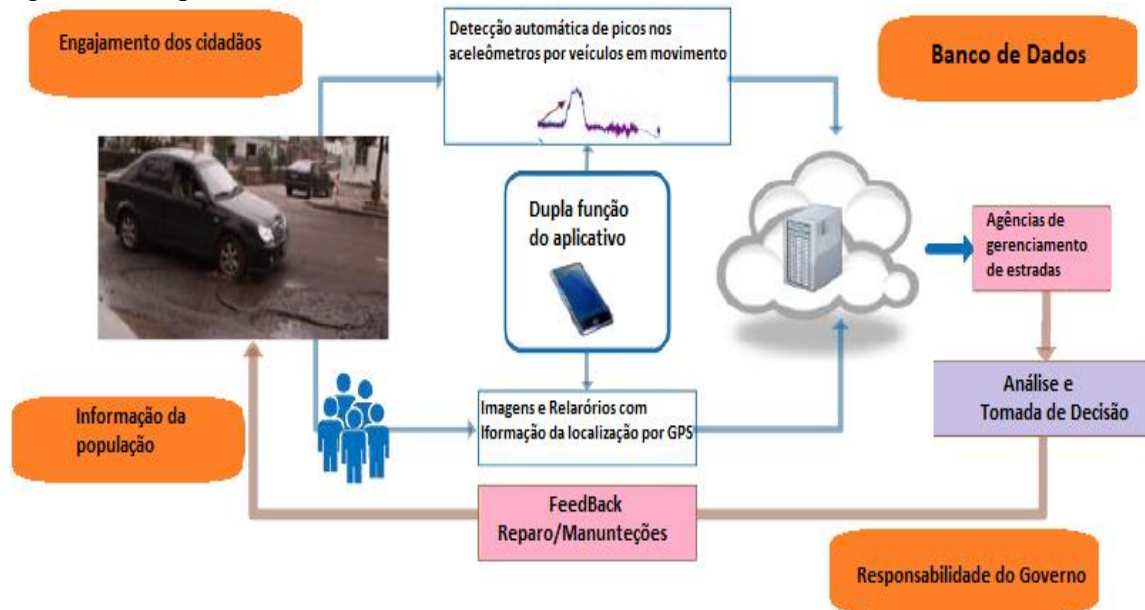 Engajamento dos cidadãos
Detecção automática de picos nos
aceleômetros por veículos em movimento
Banco de Dados
Dupla função
do aplicativo
Agências de
gerenciamento
de estradas
Análise e
Tomada de Decisão
Informação da
população
Imagens e Relarórios com
Iformação da localização por GPS
FeedBack
Reparo/Manunteções
Responsabilidade do Governo